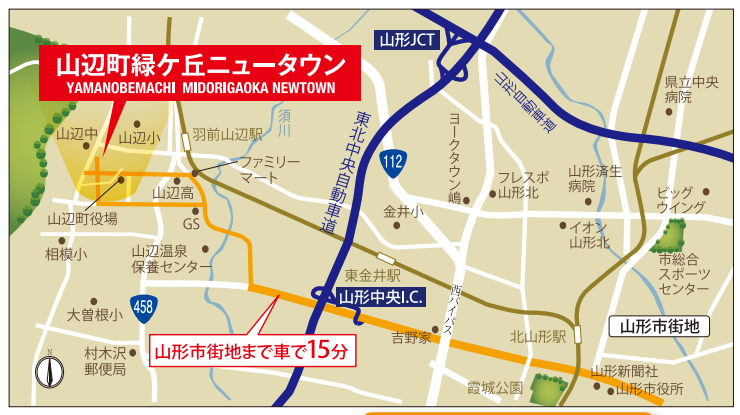 山辺町緑ケ丘ニュータウン
YAMANOBEMACHI MIDORIGAOKA NEWTOWN
山形JCT
山形自動車道
県立中央
病院
須川
山辺中
山辺小
羽前山辺駅
東北中央自動車道
112
ヨークタウン嶋
ファミリー
マート
フレスポ
山形北
山形済生
病院
ビッグ
ウイング
山辺高
山辺町役場
GS
金井小
イオン
山形北
相模小
山辺温泉
保養センター
東金井駅
市総合
スポーツ
センター
458
山形中央I.C.
西バイパス
大曽根小
吉野家
北山形駅
山形市街地
山形市街地まで車で15分
村木沢
郵便局
N
霞城公園
山形新聞社
山形市役所